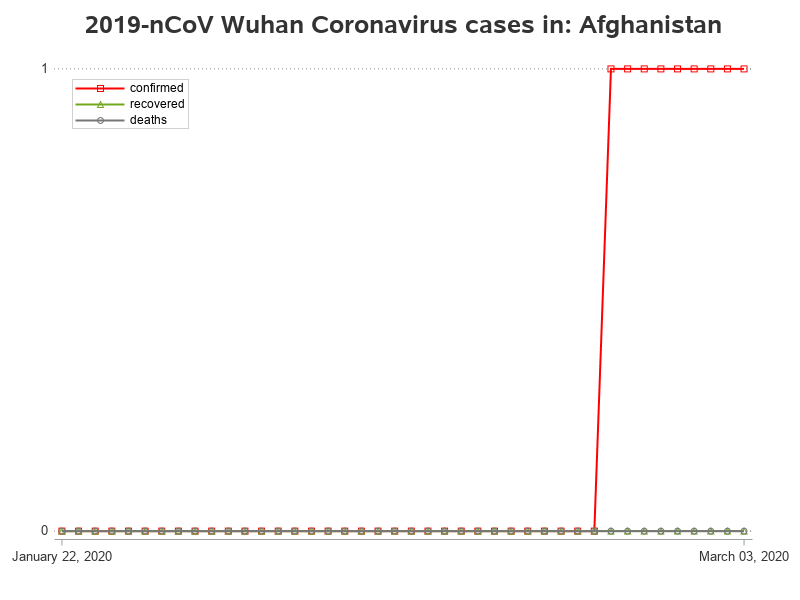 2019-nCoV Wuhan Coronavirus cases in: Afghanistan
1
confirmed
recovered
deaths
0
January 22, 2020
March 03, 2020